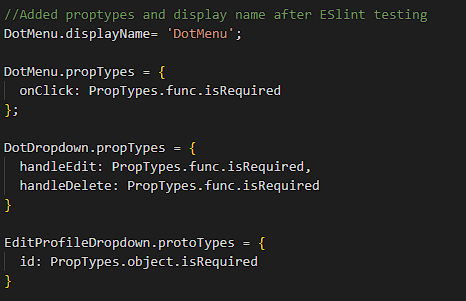 //Added proptypes and display name after ESlint testing
DotMenu.displayName= 'DotMenu';
DotMenu.propTypes = {
onClick: PropTypes.func.isRequired
};
DotDropdown.propTypes = {
handleEdit: PropTypes.func.isRequired,
handleDelete: PropTypes.func.isRequired
}
EditProfileDropdown.protoTypes = {
id: PropTypes.object.isRequired
}